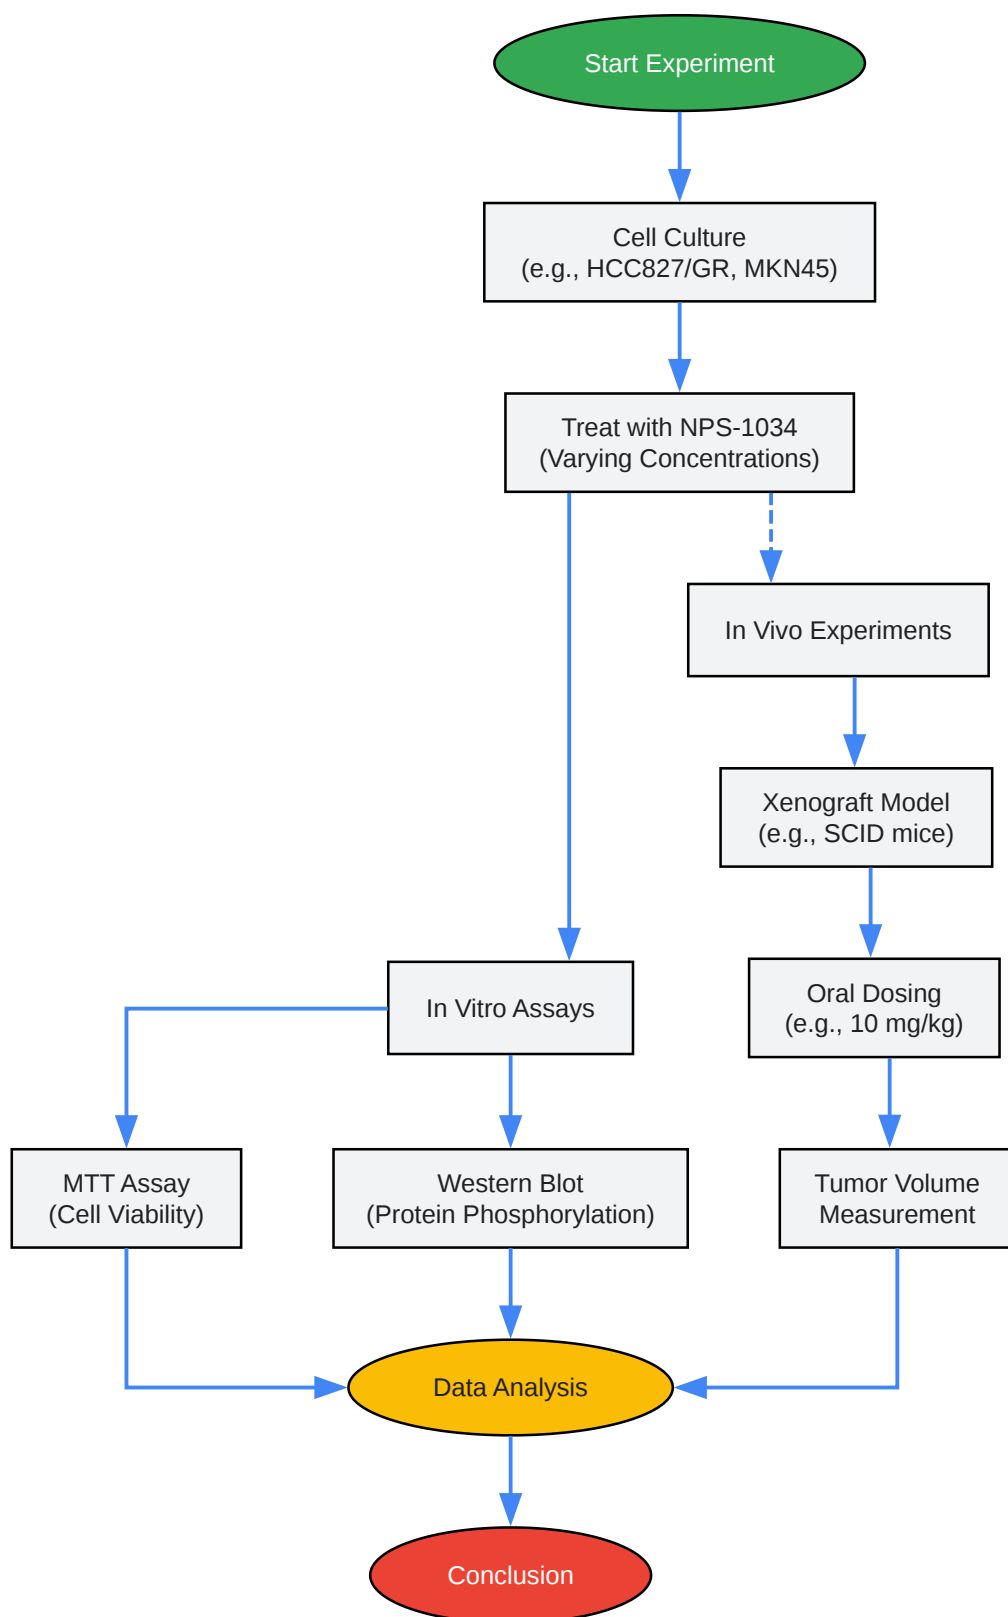 Start Experiment
Cell Culture
(e.g., HCC827/GR, MKN45)
Treat with NPS-1034
(Varying Concentrations)
In Vivo Experiments
Xenograft Model
(e.g., SCID mice)
Oral Dosing
(e.g., 10 mg/kg)
In Vitro Assays
MTT Assay
(Cell Viability)
Western Blot
(Protein Phosphorylation)
Tumor Volume
Measurement
Data Analysis
Conclusion